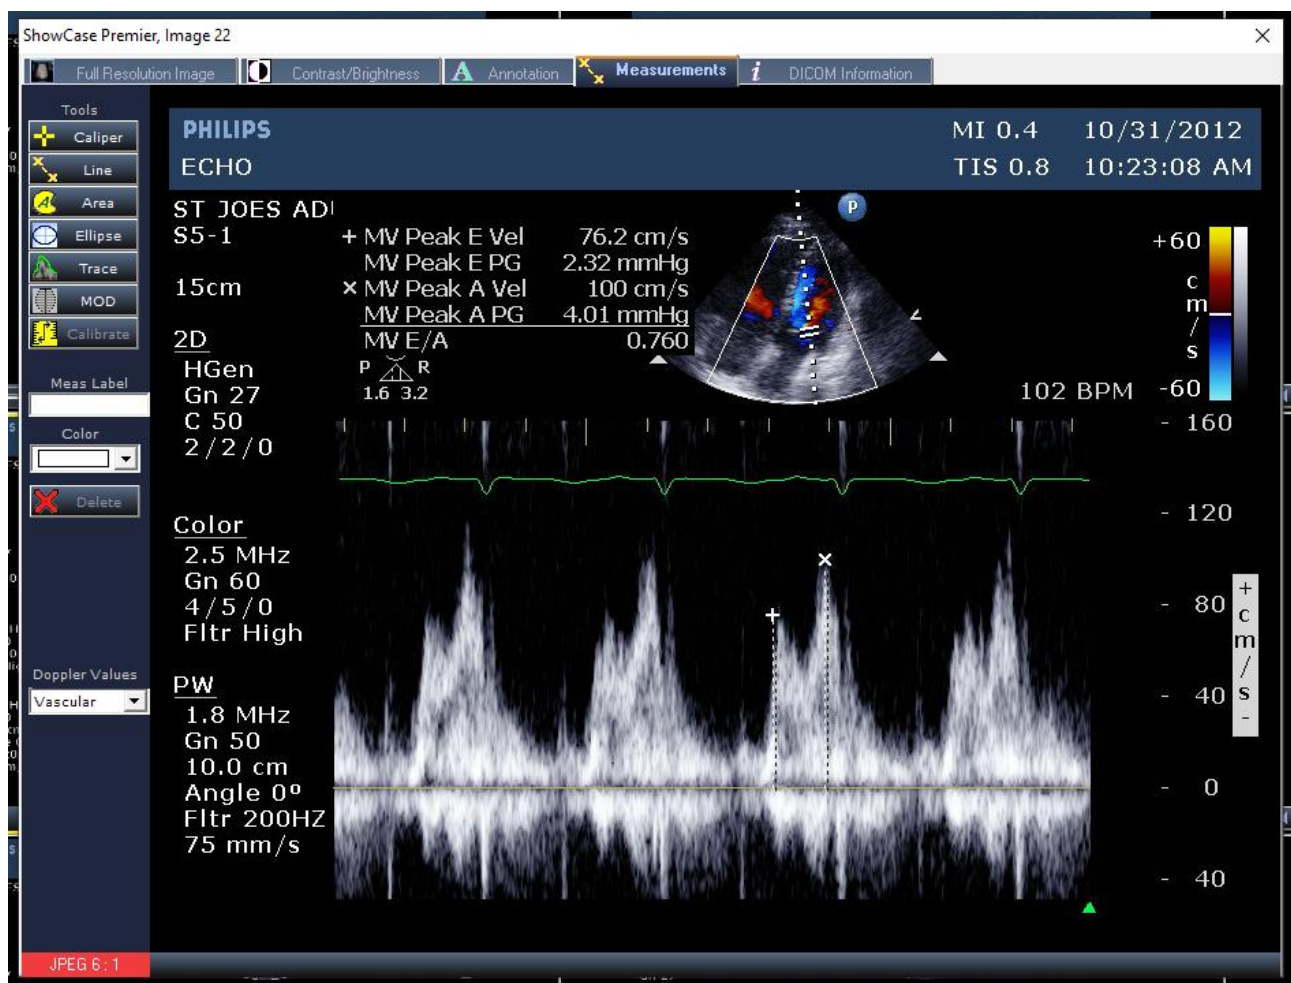 ShowCase Premier, Image 22
Full Resolution Image
Contrast/Brightness
A Annotation
Measurements
i DICOM Information
Tools
Caliper
Line
Area
Ellipse
Trace
MOD
Calibrate
Meas Label
Color
Delete
Doppler Values
Vascular
JPEG 6 : 1
PHILIPS
MI 0.4 10/31/2012
ECHO
TIS 0.8 10:23:08 AM
ST JOES AD
S5-1
15cm
2D
HGen
Gn 27
C 50
2/2/0
Color
2.5 MHz
Gn 60
4/5/0
Fltr High
PW
1.8 MHz
Gn 50
10.0 cm
Angle 0º
Fltr 200HZ
75 mm/s
+ MV Peak E Vel 76.2 cm/s
MV Peak E PG 2.32 mmHg
× MV Peak A Vel 100 cm/s
MV Peak A PG 4.01 mmHg
MV E/A 0.760
P R
1.6 3.2
P
+60
cm/s
-60
102 BPM
- 160
- 120
- 80
- 40
- 0
- 40
+cm/s-